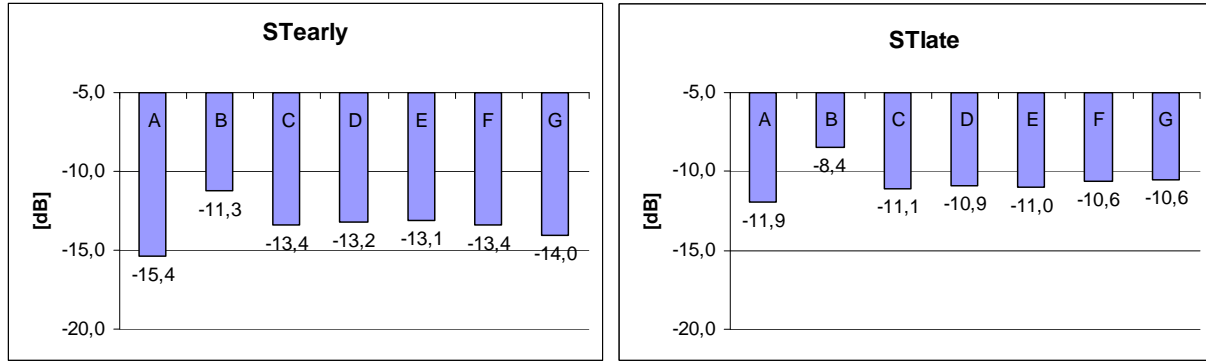 STearly
-5,0
-10,0
-15,0
-20,0
[dB]
A B C D E F G
-15,4 -11,3 -13,4 -13,2 -13,1 -13,4 -14,0
STlate
-5,0
-10,0
-15,0
-20,0
[dB]
A B C D E F G
-11,9 -8,4 -11,1 -10,9 -11,0 -10,6 -10,6